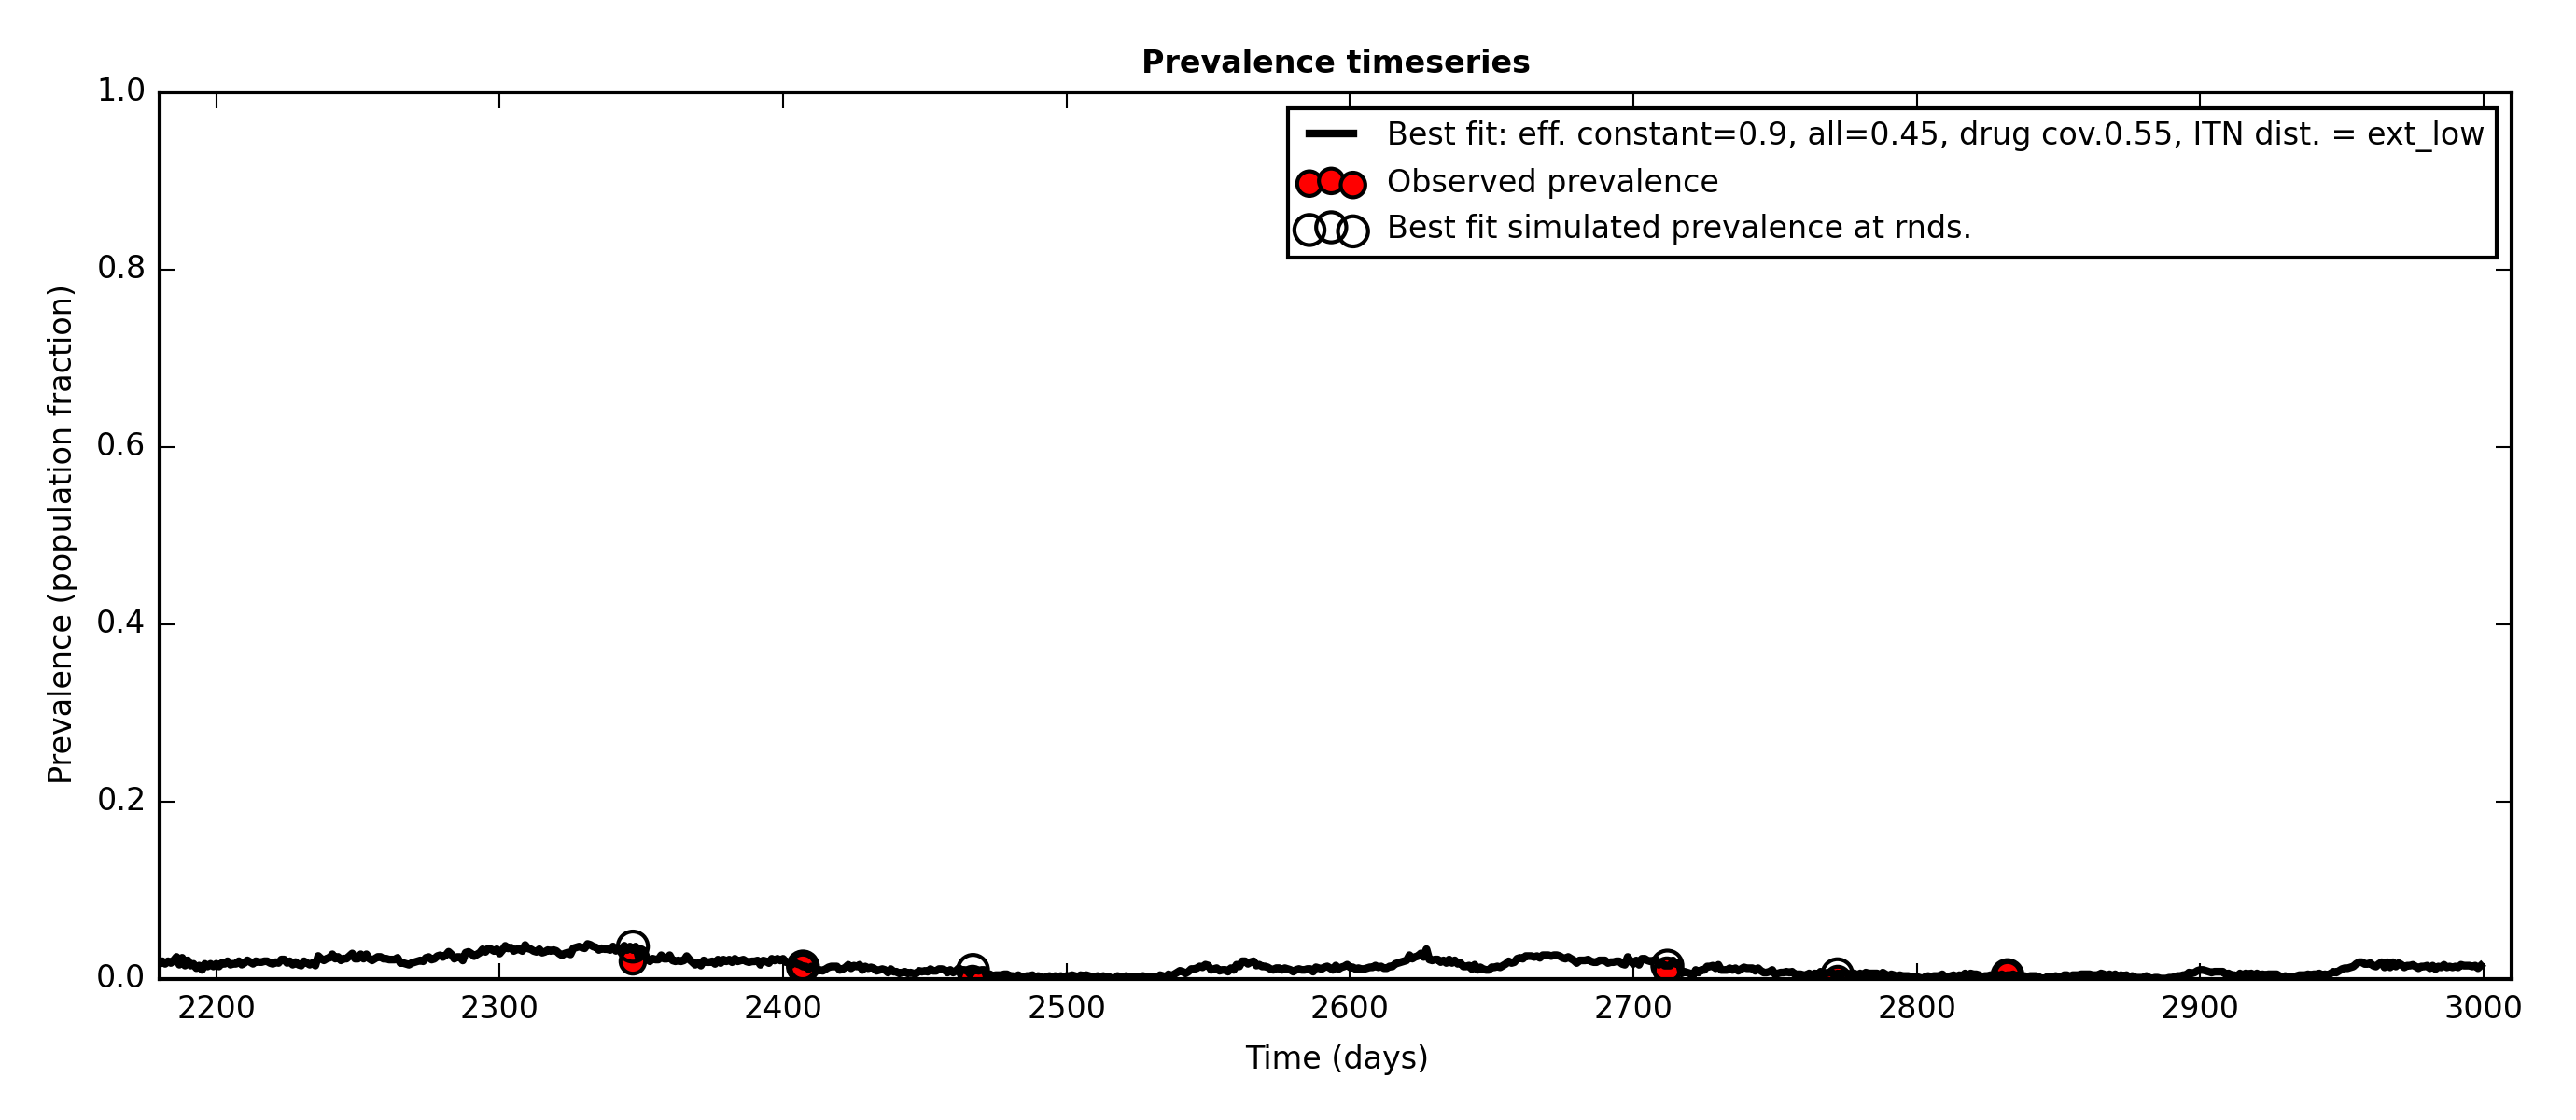 Prevalence timeseries
1.0
0.8
0.6
0.4
0.2
0.0
Prevalence (population fraction)
Best fit: eff. constant=0.9, all=0.45, drug cov.0.55, ITN dist. = ext_low
Observed prevalence
Best fit simulated prevalence at rnds.
2200 2300 2400 2500 2600 2700 2800 2900 3000
Time (days)